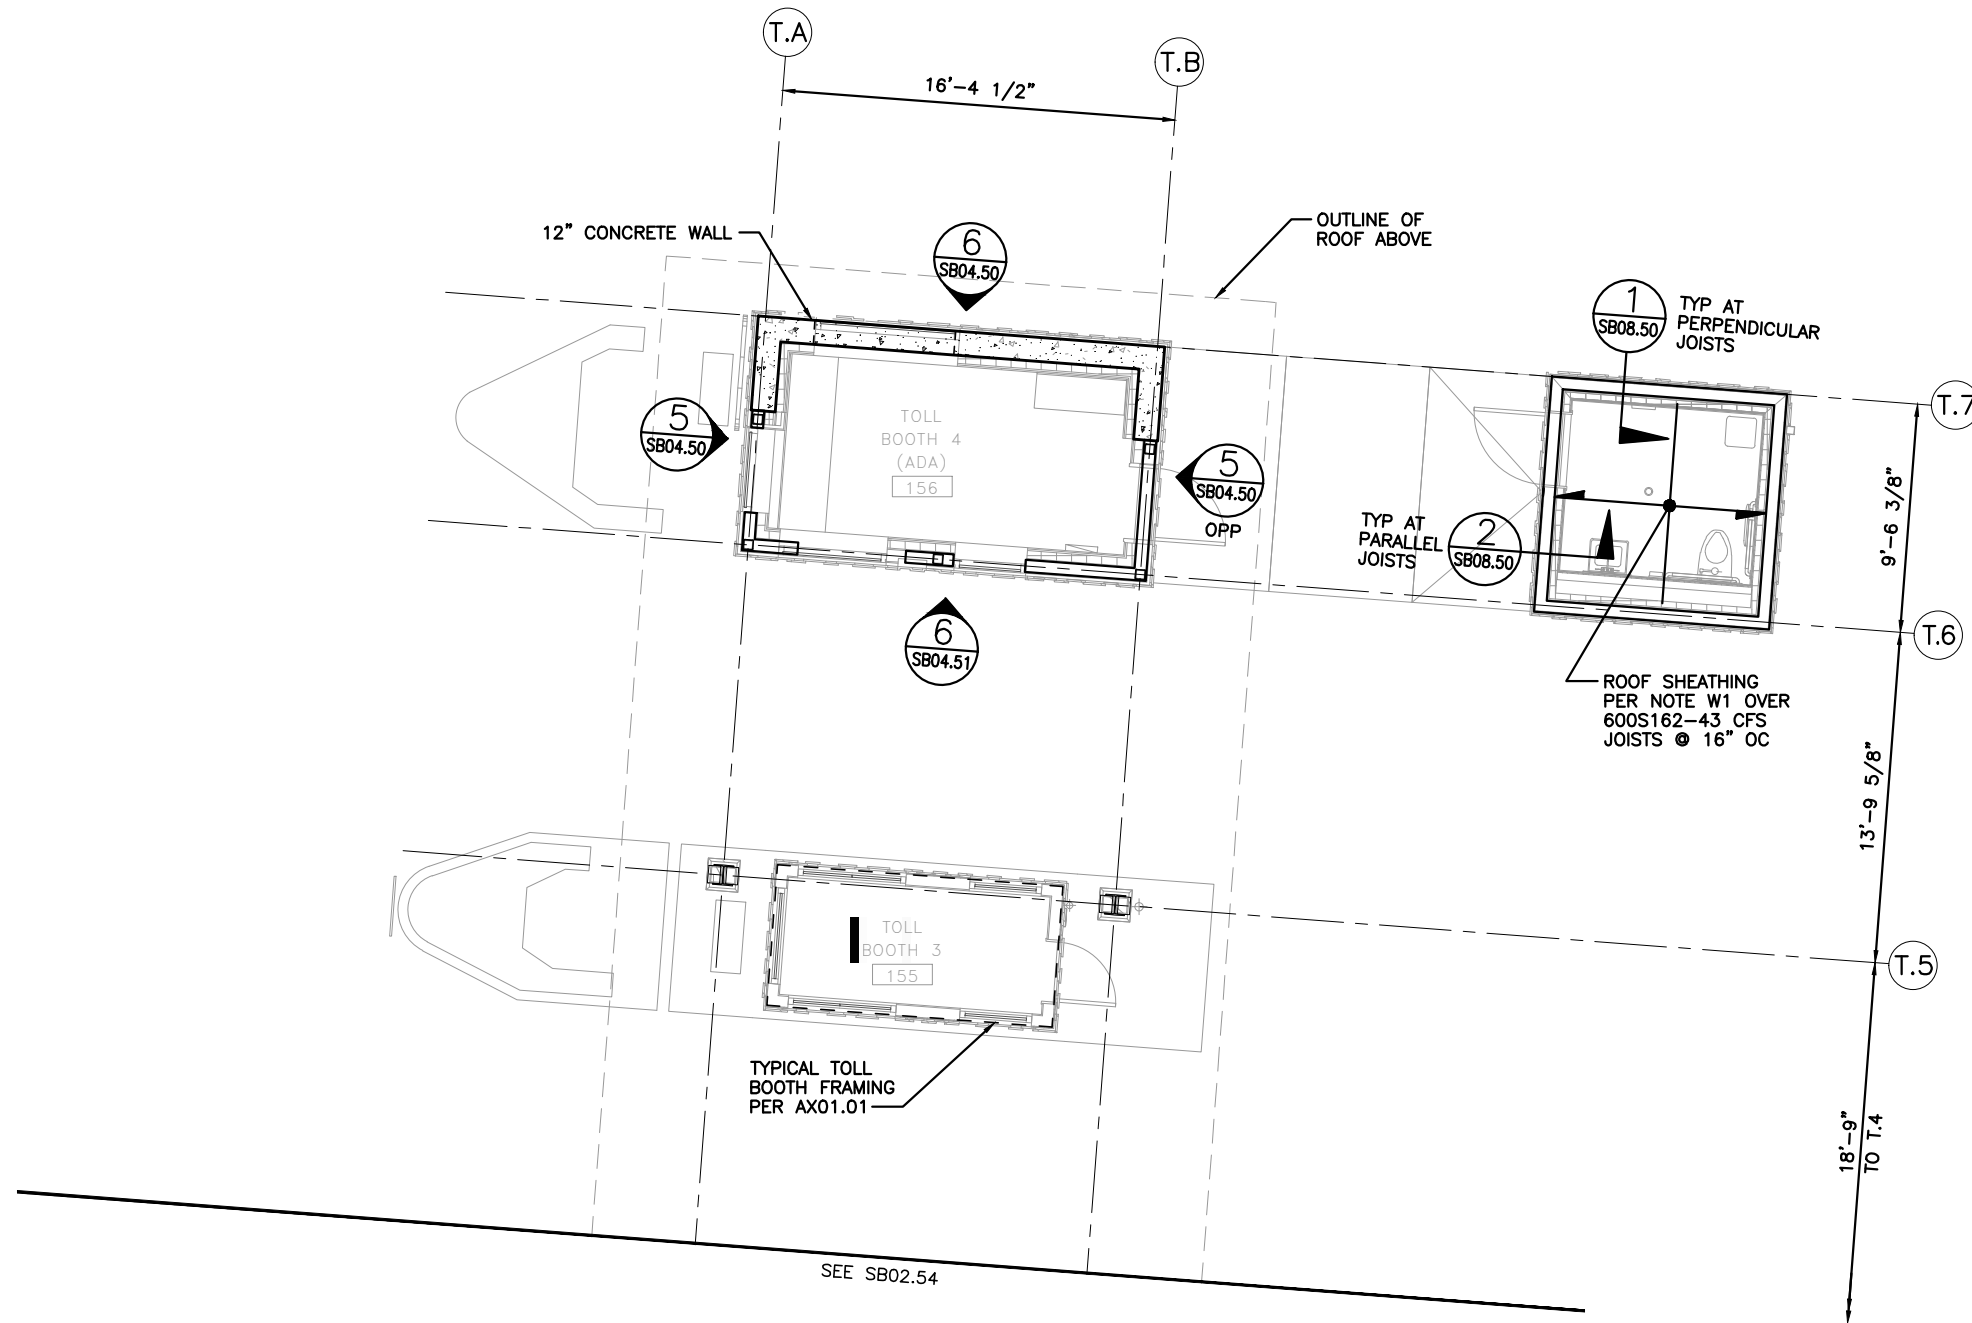 T.A
T.B
16'-4 1/2"
12" CONCRETE WALL
6
SB04.50
OUTLINE OF
ROOF ABOVE
1
SB08.50
TYP AT
PERPENDICULAR
JOISTS
T.7
5
SB04.50
TOLL
BOOTH 4
(ADA)
156
5
SB04.50
OPP
TYP AT
PARALLEL
JOISTS
2
SB08.50
9'-6 3/8"
6
SB04.51
T.6
ROOF SHEATHING
PER NOTE W1 OVER
600S162-43 CFS
JOISTS @ 16" OC
13'-9 5/8"
TOLL
BOOTH 3
155
T.5
TYPICAL TOLL
BOOTH FRAMING
PER AX01.01
18'-9"
TO T.4
SEE SB02.54